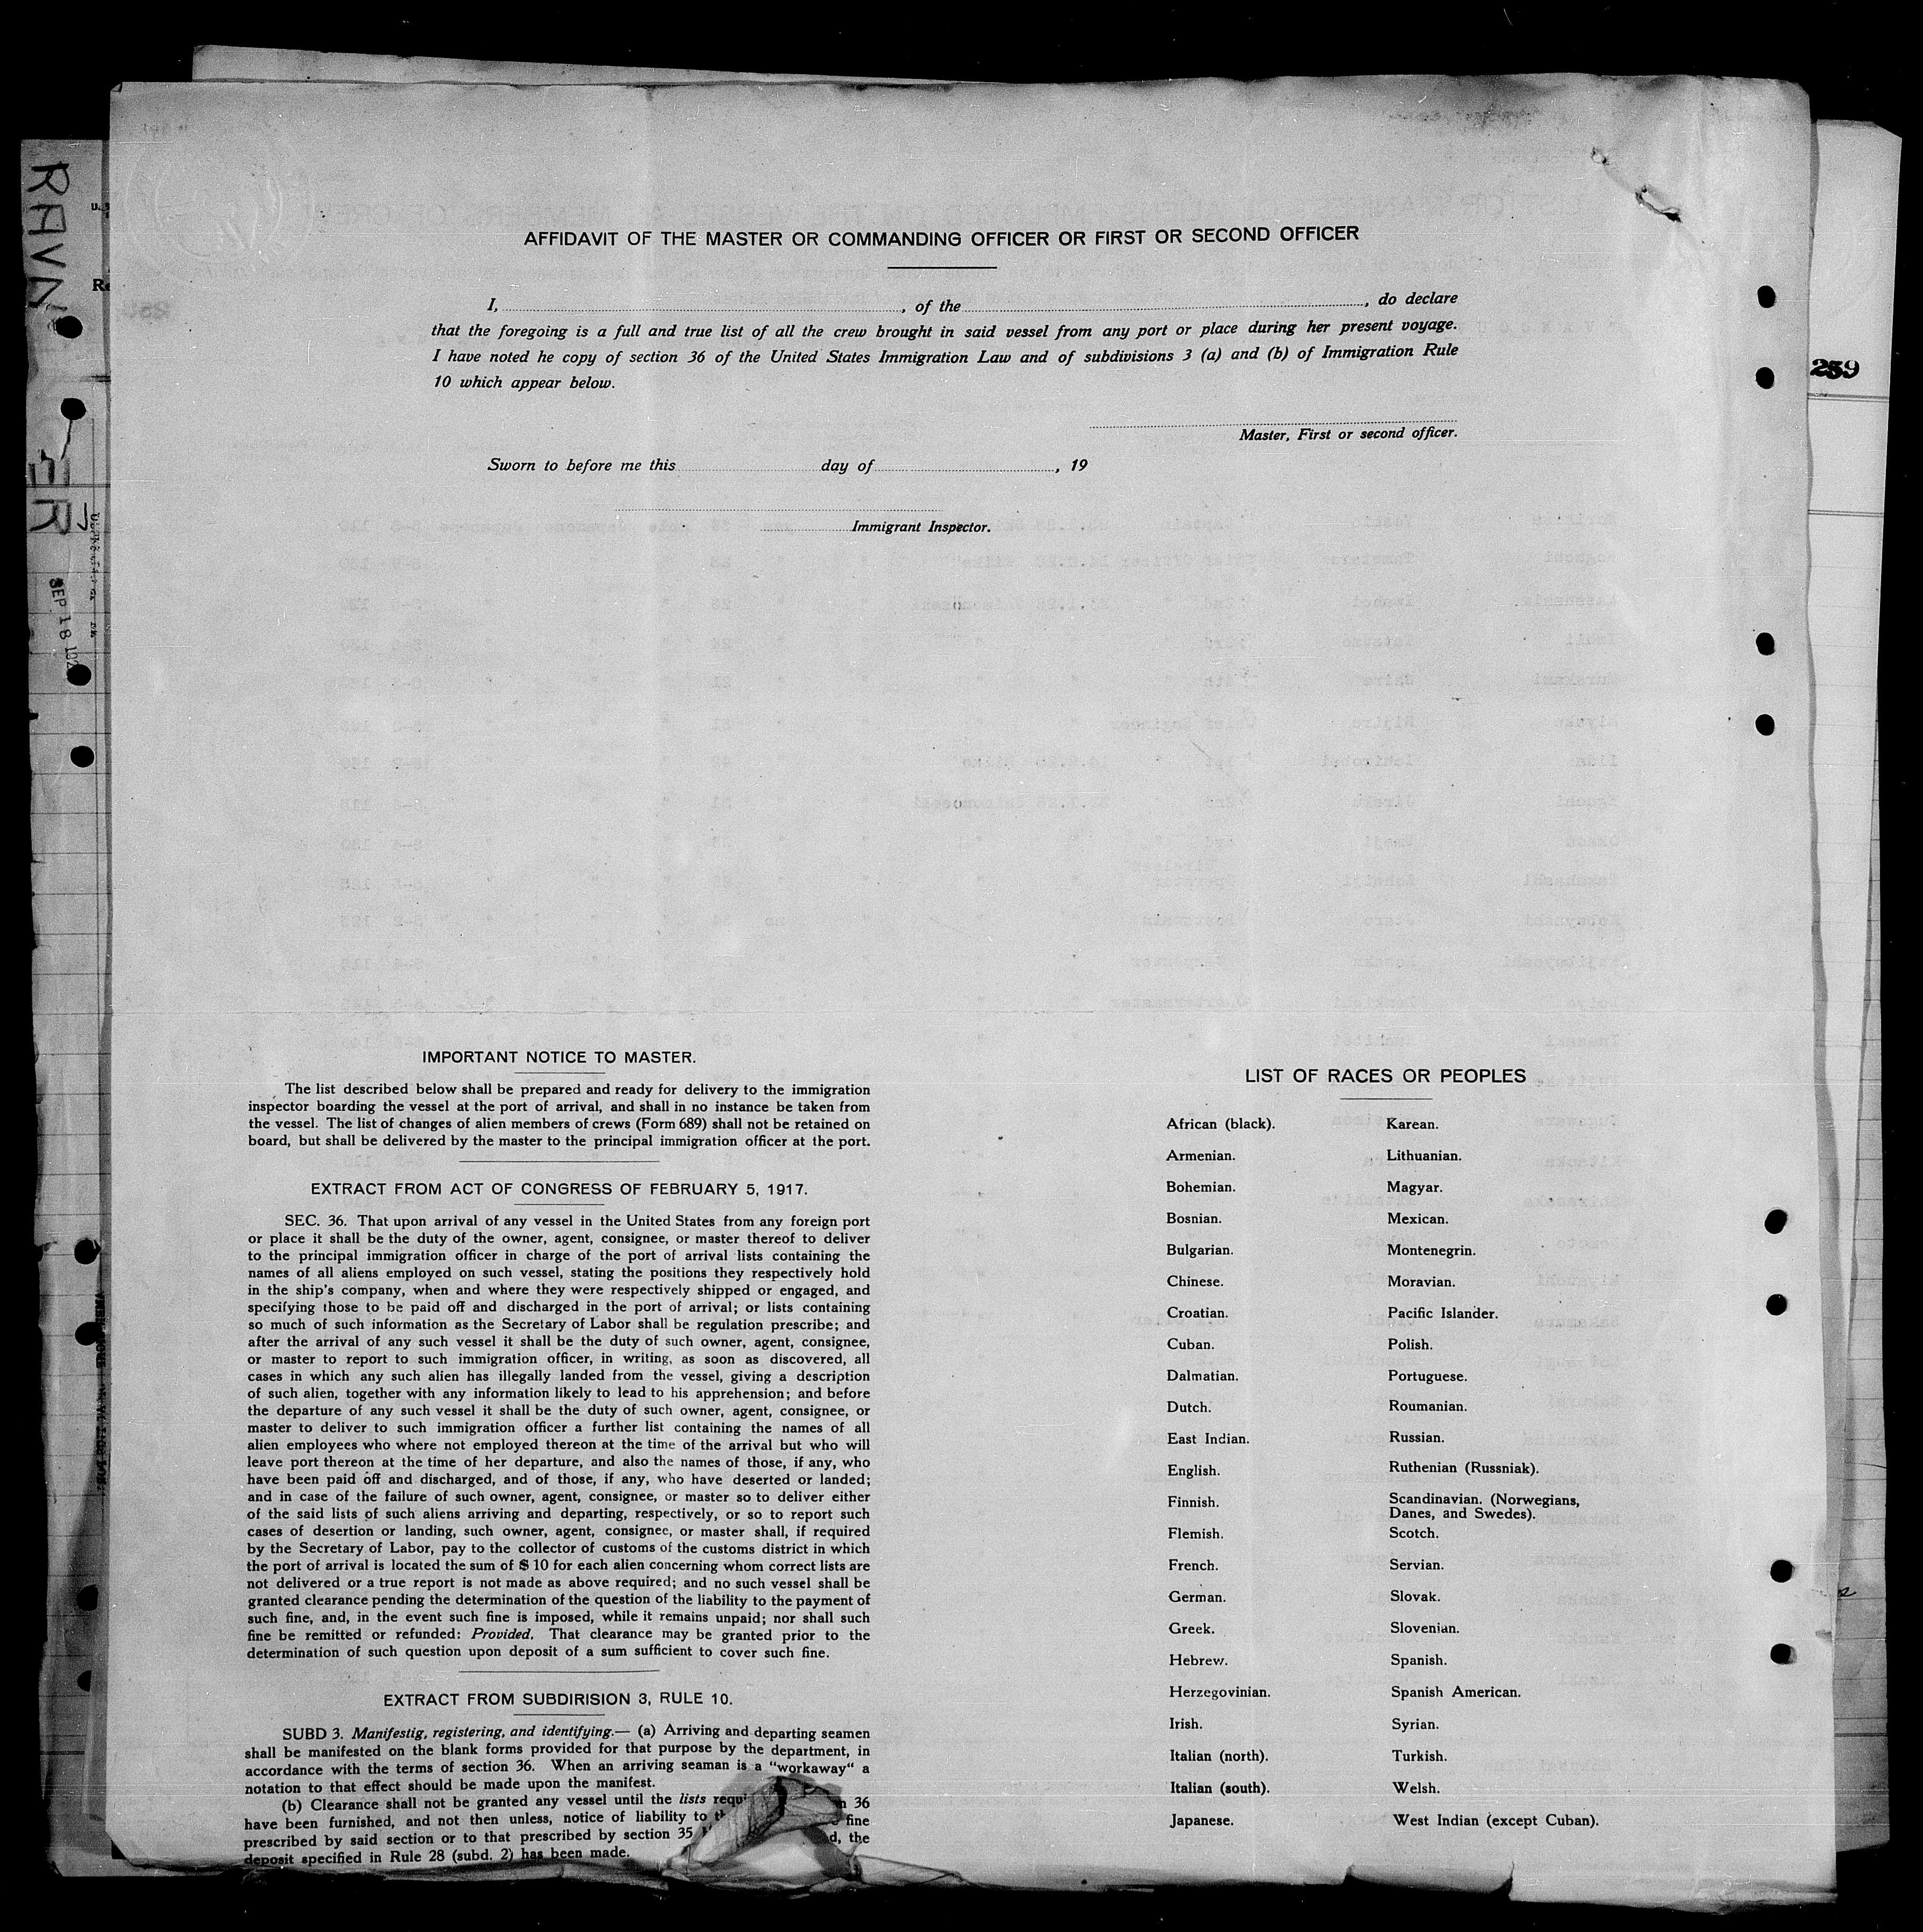 AFFIDAVIT OF THE MASTER OR COMMANDING OFFICER OR FIRST OR SECOND OFFICER
I, , of the , do declare
that the foregoing is a full and true list of all the crew brought in said vessel from any port or place during her present voyage.
I have noted he copy of section 36 of the United States Immigration Law and of subdivisions 3 (a) and (b) of Immigration Rule
10 which appear below.
Master, First or second officer.
Sworn to before me this day of , 19
Immigrant Inspector.
259
RAVN
ER
IMPORTANT NOTICE TO MASTER.
The list described below shall be prepared and ready for delivery to the immigration
inspector boarding the vessel at the port of arrival, and shall in no instance be taken from
the vessel. The list of changes of alien members of crews (Form 689) shall not be retained on
board, but shall be delivered by the master to the principal immigration officer at the port.
EXTRACT FROM ACT OF CONGRESS OF FEBRUARY 5, 1917.
SEC. 36. That upon arrival of any vessel in the United States from any foreign port
or place it shall be the duty of the owner, agent, consignee, or master thereof to deliver
to the principal immigration officer in charge of the port of arrival lists containing the
names of all aliens employed on such vessel, stating the positions they respectively hold
in the ship's company, when and where they were respectively shipped or engaged, and
specifying those to be paid off and discharged in the port of arrival; or lists containing
so much of such information as the Secretary of Labor shall be regulation prescribe; and
after the arrival of any such vessel it shall be the duty of such owner, agent, consignee,
or master to report to such immigration officer, in writing, as soon as discovered, all
cases in which any such alien has illegally landed from the vessel, giving a description
of such alien, together with any information likely to lead to his apprehension; and before
the departure of any such vessel it shall be the duty of such owner, agent, consignee, or
master to deliver to such immigration officer a further list containing the names of all
alien employees who where not employed thereon at the time of the arrival but who will
leave port thereon at the time of her departure, and also the names of those, if any, who
have been paid off and discharged, and of those, if any, who have deserted or landed;
and in case of the failure of such owner, agent, consignee, or master so to deliver either
of the said lists of such aliens arriving and departing, respectively, or so to report such
cases of desertion or landing, such owner, agent, consignee, or master shall, if required
by the Secretary of Labor, pay to the collector of customs of the customs district in which
the port of arrival is located the sum of $ 10 for each alien concerning whom correct lists are
not delivered or a true report is not made as above required; and no such vessel shall be
granted clearance pending the determination of the question of the liability to the payment of
such fine, and, in the event such fine is imposed, while it remains unpaid; nor shall such
fine be remitted or refunded: Provided, That clearance may be granted prior to the
determination of such question upon deposit of a sum sufficient to cover such fine.
EXTRACT FROM SUBDIRISION 3, RULE 10.
SUBD 3. Manifestig, registering, and identifying.— (a) Arriving and departing seamen
shall be manifested on the blank forms provided for that purpose by the department, in
accordance with the terms of section 36. When an arriving seaman is a "workaway" a
notation to that effect should be made upon the manifest.
(b) Clearance shall not be granted any vessel until the lists 36
have been furnished, and not then unless, notice of liability to fine
prescribed by said section or to that prescribed by section 35 the
deposit specified in Rule 28 (subd. 2) has been made.
LIST OF RACES OR PEOPLES
African (black). Karean.
Armenian. Lithuanian.
Bohemian. Magyar.
Bosnian. Mexican.
Bulgarian. Montenegrin.
Chinese. Moravian.
Croatian. Pacific Islander.
Cuban. Polish.
Dalmatian. Portuguese.
Dutch. Roumanian.
East Indian. Russian.
English. Ruthenian (Russniak).
Finnish. Scandinavian. (Norwegians,
Danes, and Swedes).
Flemish. Scotch.
French. Servian.
German. Slovak.
Greek. Slovenian.
Hebrew. Spanish.
Herzegovinian. Spanish American.
Irish. Syrian.
Italian (north). Turkish.
Italian (south). Welsh.
Japanese. West Indian (except Cuban).